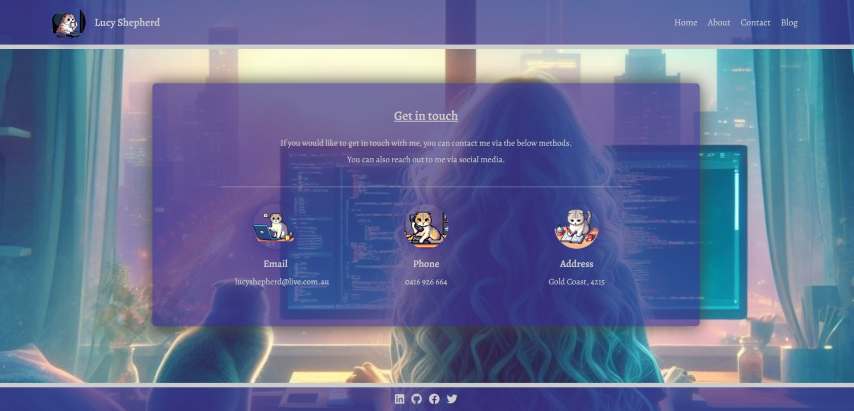 Lucy Shepherd
Home About Contact Blog
Get in touch
If you would like to get in touch with me, you can contact me via the below methods.
You can also reach out to me via social media.
Email Phone Address
lucyshepherd@live.com.au 0416 926 664 Gold Coast, 4215